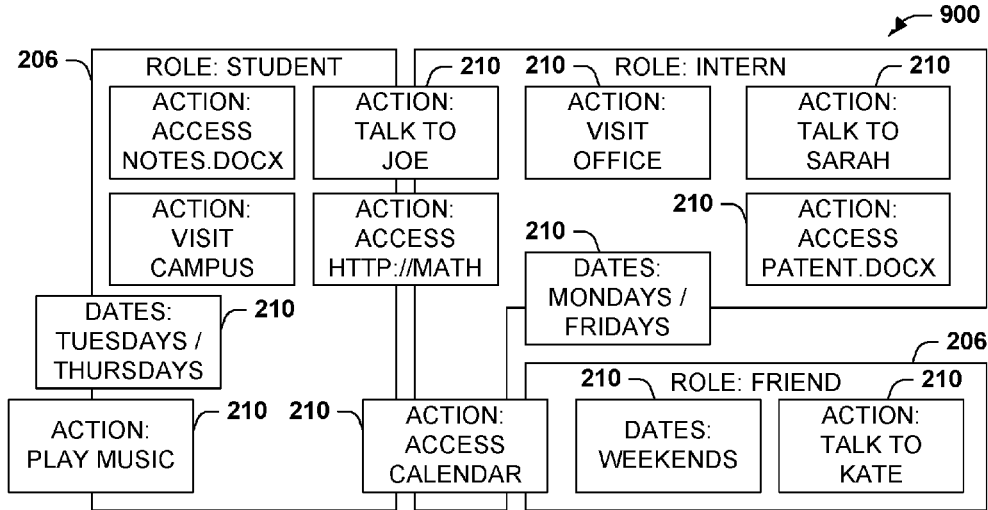 900
206
ROLE: STUDENT
210
210
ROLE: INTERN
210
ACTION:
ACCESS
NOTES.DOCX
ACTION:
TALK TO
JOE
ACTION:
VISIT
OFFICE
ACTION:
TALK TO
SARAH
ACTION:
VISIT
CAMPUS
ACTION:
ACCESS
HTTP://MATH
210
ACTION:
ACCESS
PATENT.DOCX
210
DATES:
MONDAYS /
FRIDAYS
DATES:
TUESDAYS /
THURSDAYS
210
206
ROLE: FRIEND
ACTION:
PLAY MUSIC
210
210
ACTION:
ACCESS
CALENDAR
210
DATES:
WEEKENDS
210
ACTION:
TALK TO
KATE